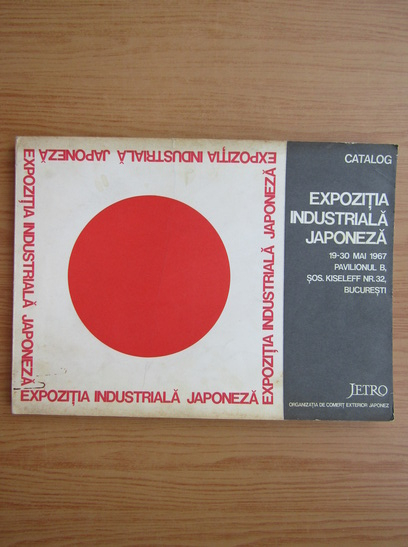 EXPOZIȚIA INDUSTRIALĂ JAPONEZĂ
EXPOZIȚIA INDUSTRIALĂ JAPONEZĂ
EXPOZIȚIA INDUSTRIALĂ JAPONEZĂ
EXPOZIȚIA INDUSTRIALĂ JAPONEZĂ
CATALOG
EXPOZIȚIA
INDUSTRIALĂ
JAPONEZĂ
19-30 MAI 1967
PAVILIONUL B,
ȘOS. KISELEFF NR. 32,
BUCUREȘTI
JETRO
ORGANIZAȚIA DE COMERȚ EXTERIOR JAPONEZ